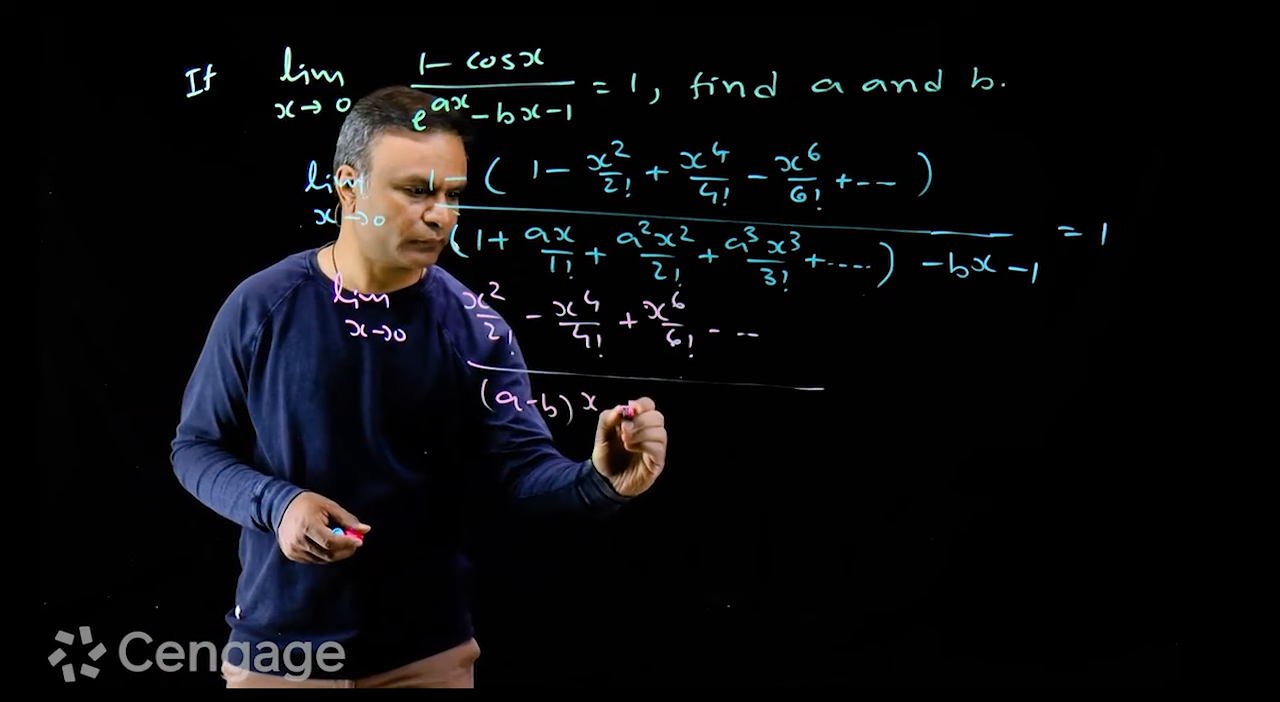 If lim x→0 (1 - cosx)/(e^(ax) - bx - 1) = 1, find a and b.
lim x→0 (1 - (1 - x²/2! + x⁴/4! - x⁶/6! + ---))/((1 + ax/1! + a²x²/2! + a³x³/3! + .....) - bx - 1) = 1
lim x→0 (x²/2! - x⁴/4! + x⁶/6! - --)/((a-b)x
Cengage